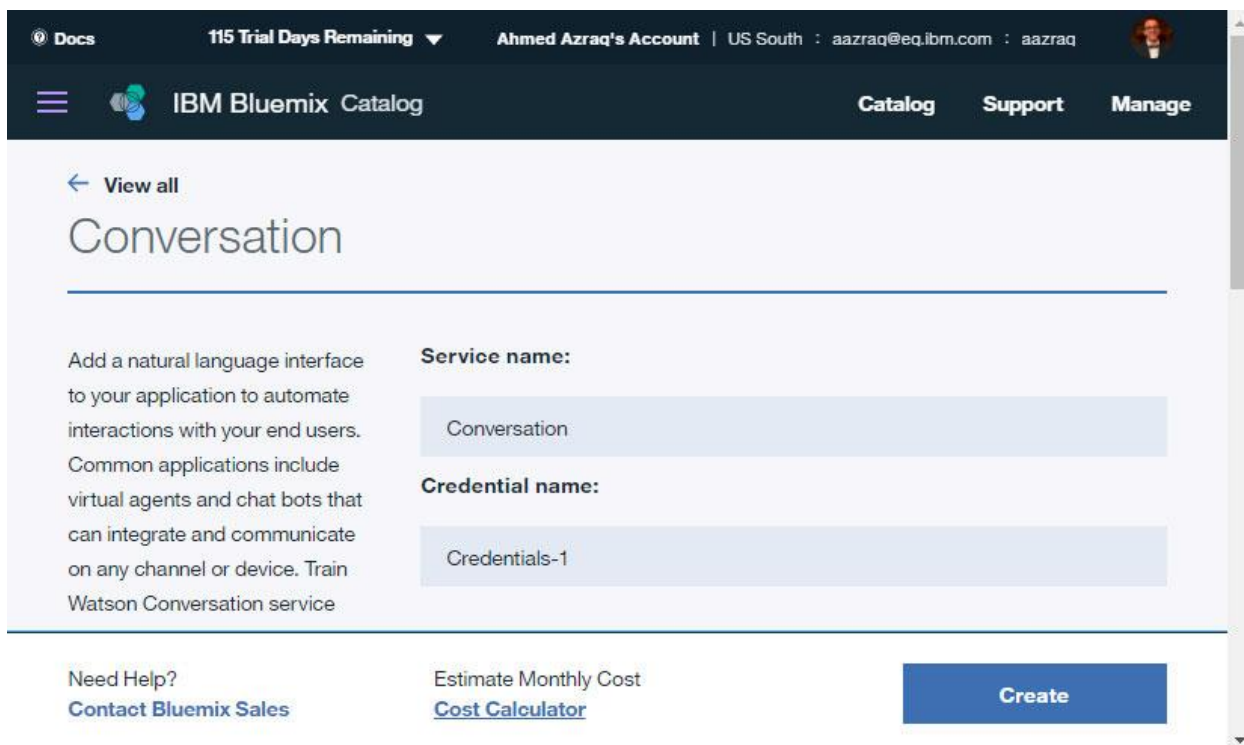 Docs
115 Trial Days Remaining
Ahmed Azraq's Account | US South : aazraq@eg.ibm.com : aazraq
IBM Bluemix Catalog
Catalog Support Manage
View all
Conversation
Add a natural language interface
to your application to automate
interactions with your end users.
Common applications include
virtual agents and chat bots that
can integrate and communicate
on any channel or device. Train
Watson Conversation service
Service name:
Conversation
Credential name:
Credentials-1
Need Help?
Contact Bluemix Sales
Estimate Monthly Cost
Cost Calculator
Create